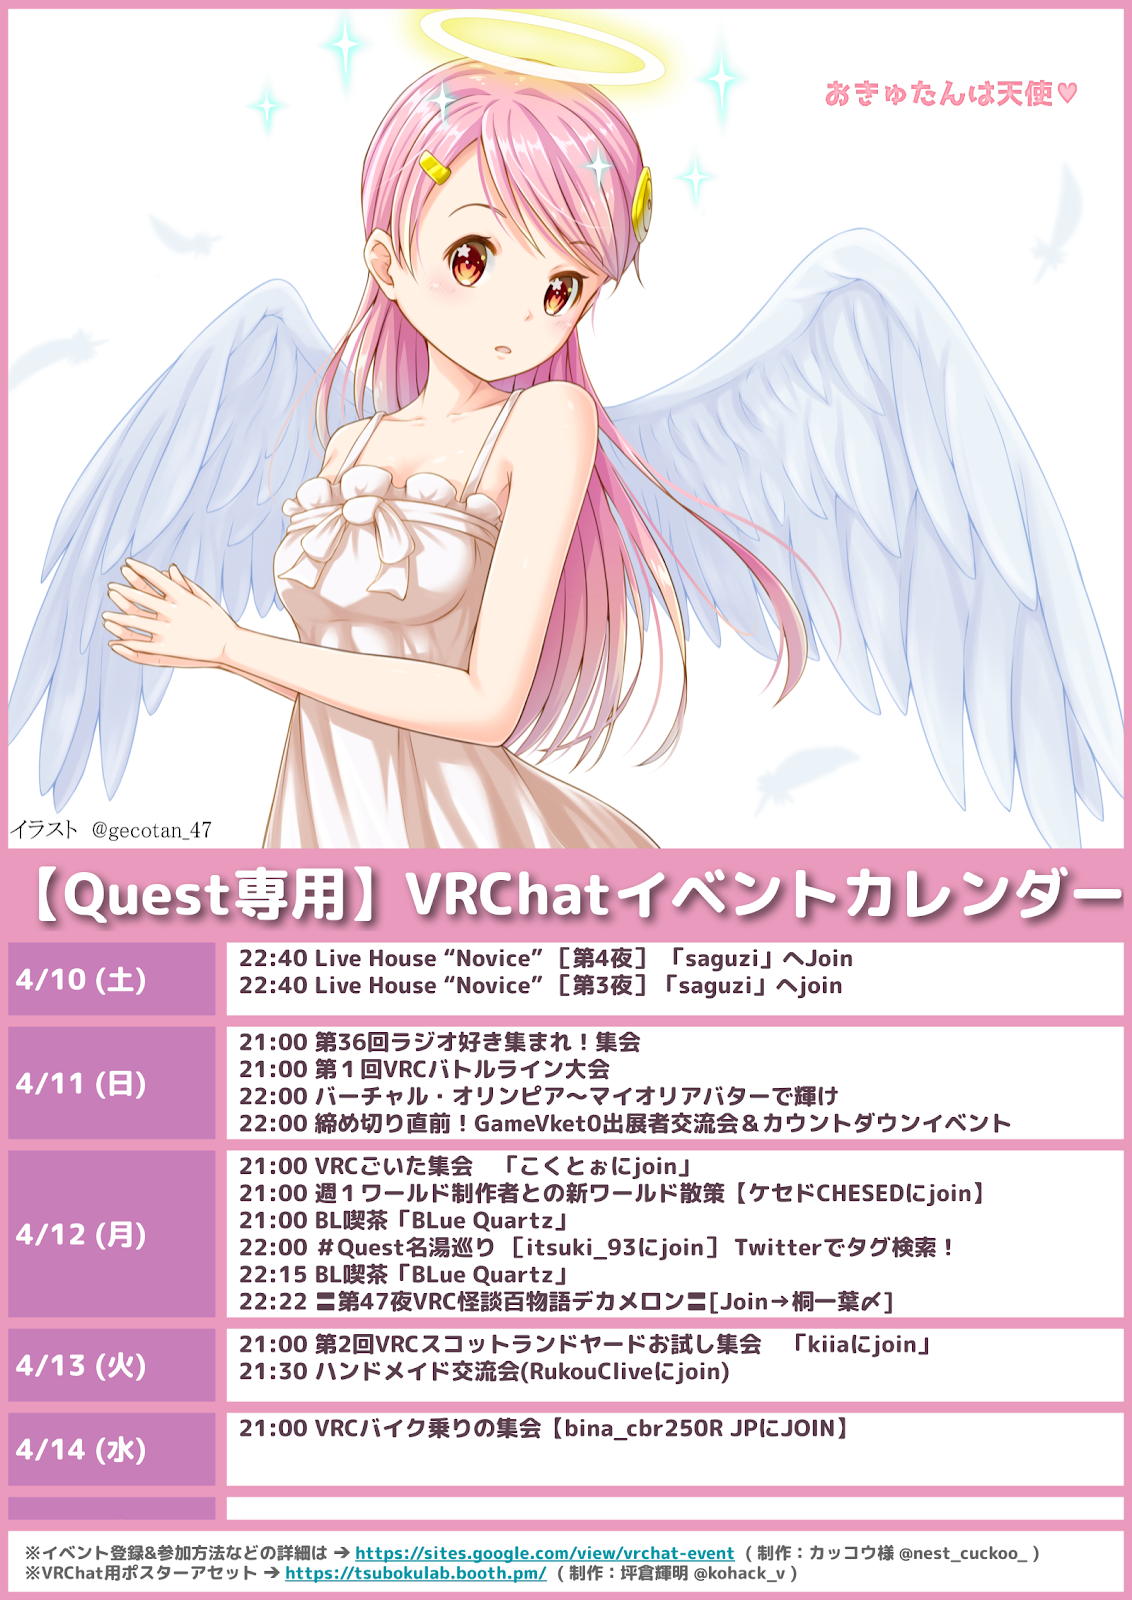 おきゅたんは天使♡
イラスト @gecotan_47
【Quest専用】VRChatイベントカレンダー
4/10 (土)
22:40 Live House “Novice” ［第4夜］ 「saguzi」へJoin
22:40 Live House “Novice” ［第3夜］「saguzi」へjoin
4/11 (日)
21:00 第36回ラジオ好き集まれ！集会
21:00 第１回VRCバトルライン大会
22:00 バーチャル・オリンピア～マイオリアバターで輝け
22:00 締め切り直前！GameVket0出展者交流会＆カウントダウンイベント
4/12 (月)
21:00 VRCごいた集会　「こくとぉにjoin」
21:00 週１ワールド制作者との新ワールド散策【ケセドCHESEDにjoin】
21:00 BL喫茶「BLue Quartz」
22:00 ＃Quest名湯巡り ［itsuki_93にjoin］ Twitterでタグ検索！
22:15 BL喫茶「BLue Quartz」
22:22 〓第47夜VRC怪談百物語デカメロン〓[Join→桐一葉〆]
4/13 (火)
21:00 第2回VRCスコットランドヤードお試し集会　「kiiaにjoin」
21:30 ハンドメイド交流会(RukouCliveにjoin)
4/14 (水)
21:00 VRCバイク乗りの集会【bina_cbr250R JPにJOIN】
※イベント登録&参加方法などの詳細は → https://sites.google.com/view/vrchat-event ( 制作：カッコウ様 @nest_cuckoo_ )
※VRChat用ポスターアセット → https://tsubokulab.booth.pm/ ( 制作：坪倉輝明 @kohack_v )